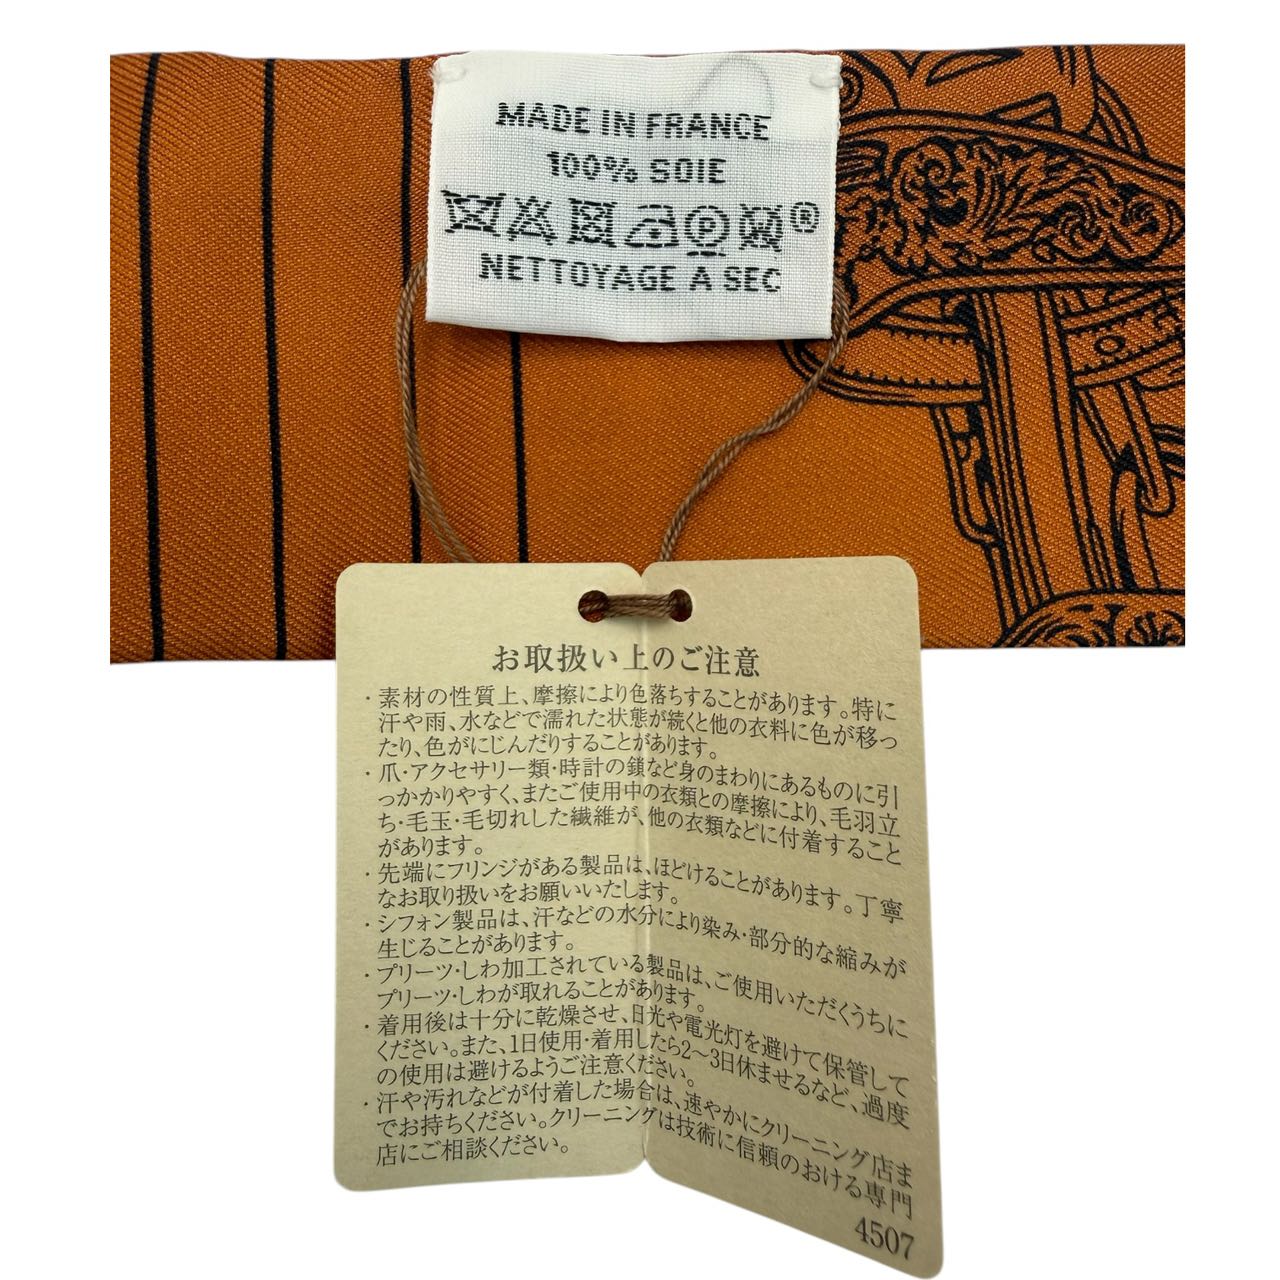 MADE IN FRANCE
100% SOIE
®
NETTOYAGE A SEC
お取扱い上のご注意
・素材の性質上、摩擦により色落ちすることがあります。特に
汗や雨、水などで濡れた状態が続くと他の衣料に色が移っ
たり、色がにじんだりすることがあります。
・爪・アクセサリー類・時計の鎖など身のまわりにあるものに引
っかかりやすく、またご使用中の衣類との摩擦により、毛羽立
ち・毛玉・毛切れした繊維が、他の衣類などに付着すること
があります。
・先端にフリンジがある製品は、ほどけることがあります。丁寧
なお取り扱いをお願いいたします。
・シフォン製品は、汗などの水分により染み・部分的な縮みが
生じることがあります。
・プリーツ・しわ加工されている製品は、ご使用いただくうちに
プリーツ・しわが取れることがあります。
・着用後は十分に乾燥させ、日光や電光灯を避けて保管して
ください。また、1日使用・着用したら2〜3日休ませるなど、過度
の使用は避けるようご注意ください。
・汗や汚れなどが付着した場合は、速やかにクリーニング店ま
でお持ちください。クリーニングは技術に信頼のおける専門
店にご相談ください。
4507